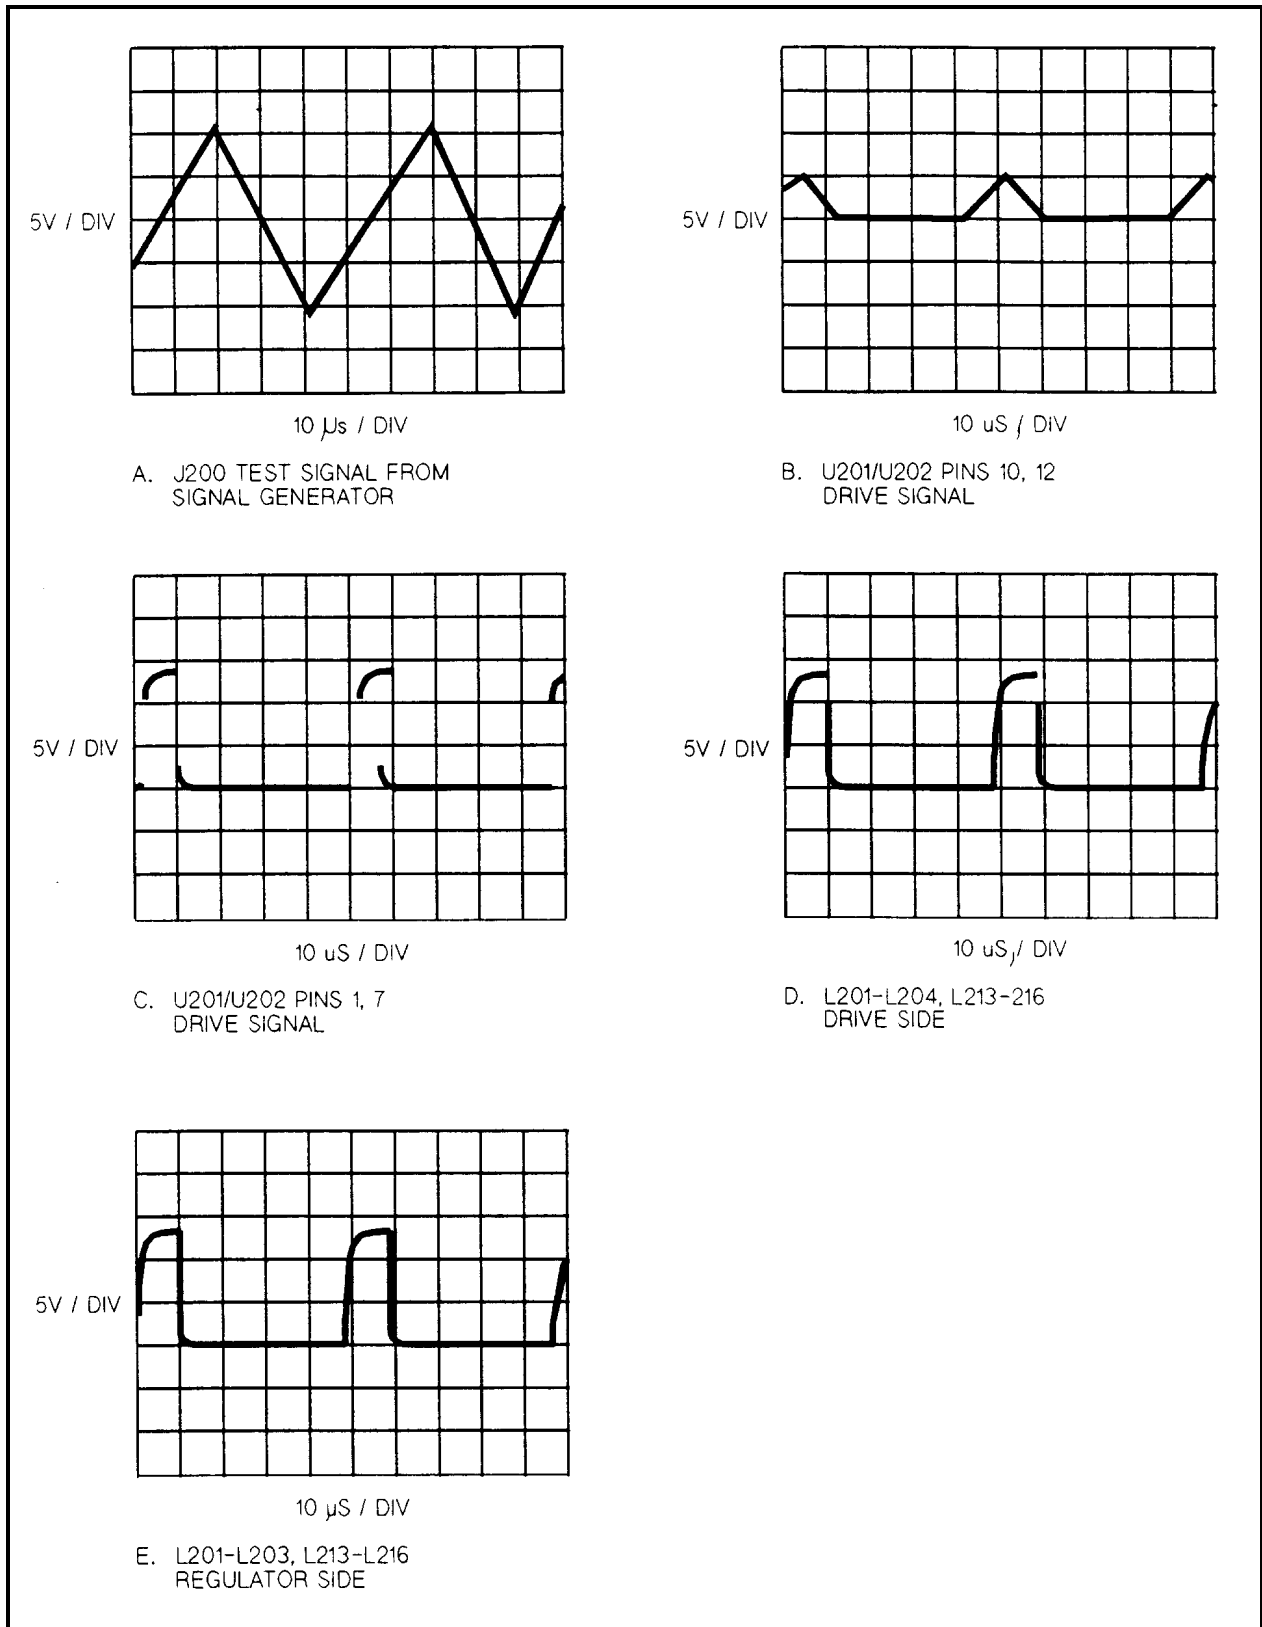 5V / DIV
10 μs / DIV
A. J200 TEST SIGNAL FROM
SIGNAL GENERATOR
5V / DIV
10 uS / DIV
B. U201/U202 PINS 10, 12
DRIVE SIGNAL
5V / DIV
10 uS / DIV
C. U201/U202 PINS 1, 7
DRIVE SIGNAL
5V / DIV
10 uS / DIV
D. L201-L204, L213-216
DRIVE SIDE
5V / DIV
10 μS / DIV
E. L201-L203, L213-L216
REGULATOR SIDE